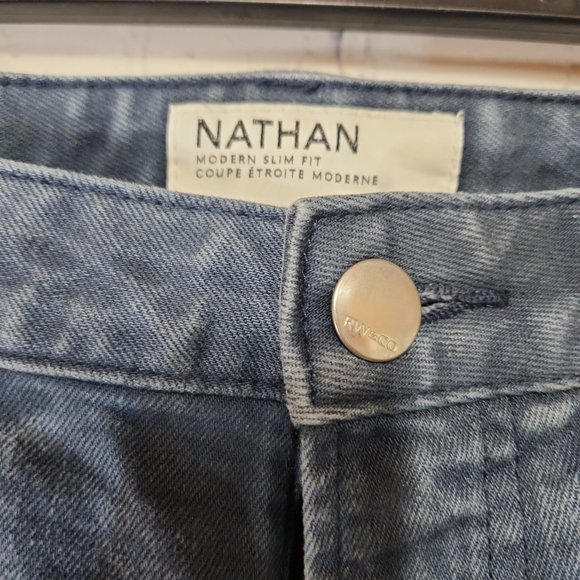 NATHAN
MODERN SLIM FIT
COUPE ÉTROITE MODERNE
RW&CO